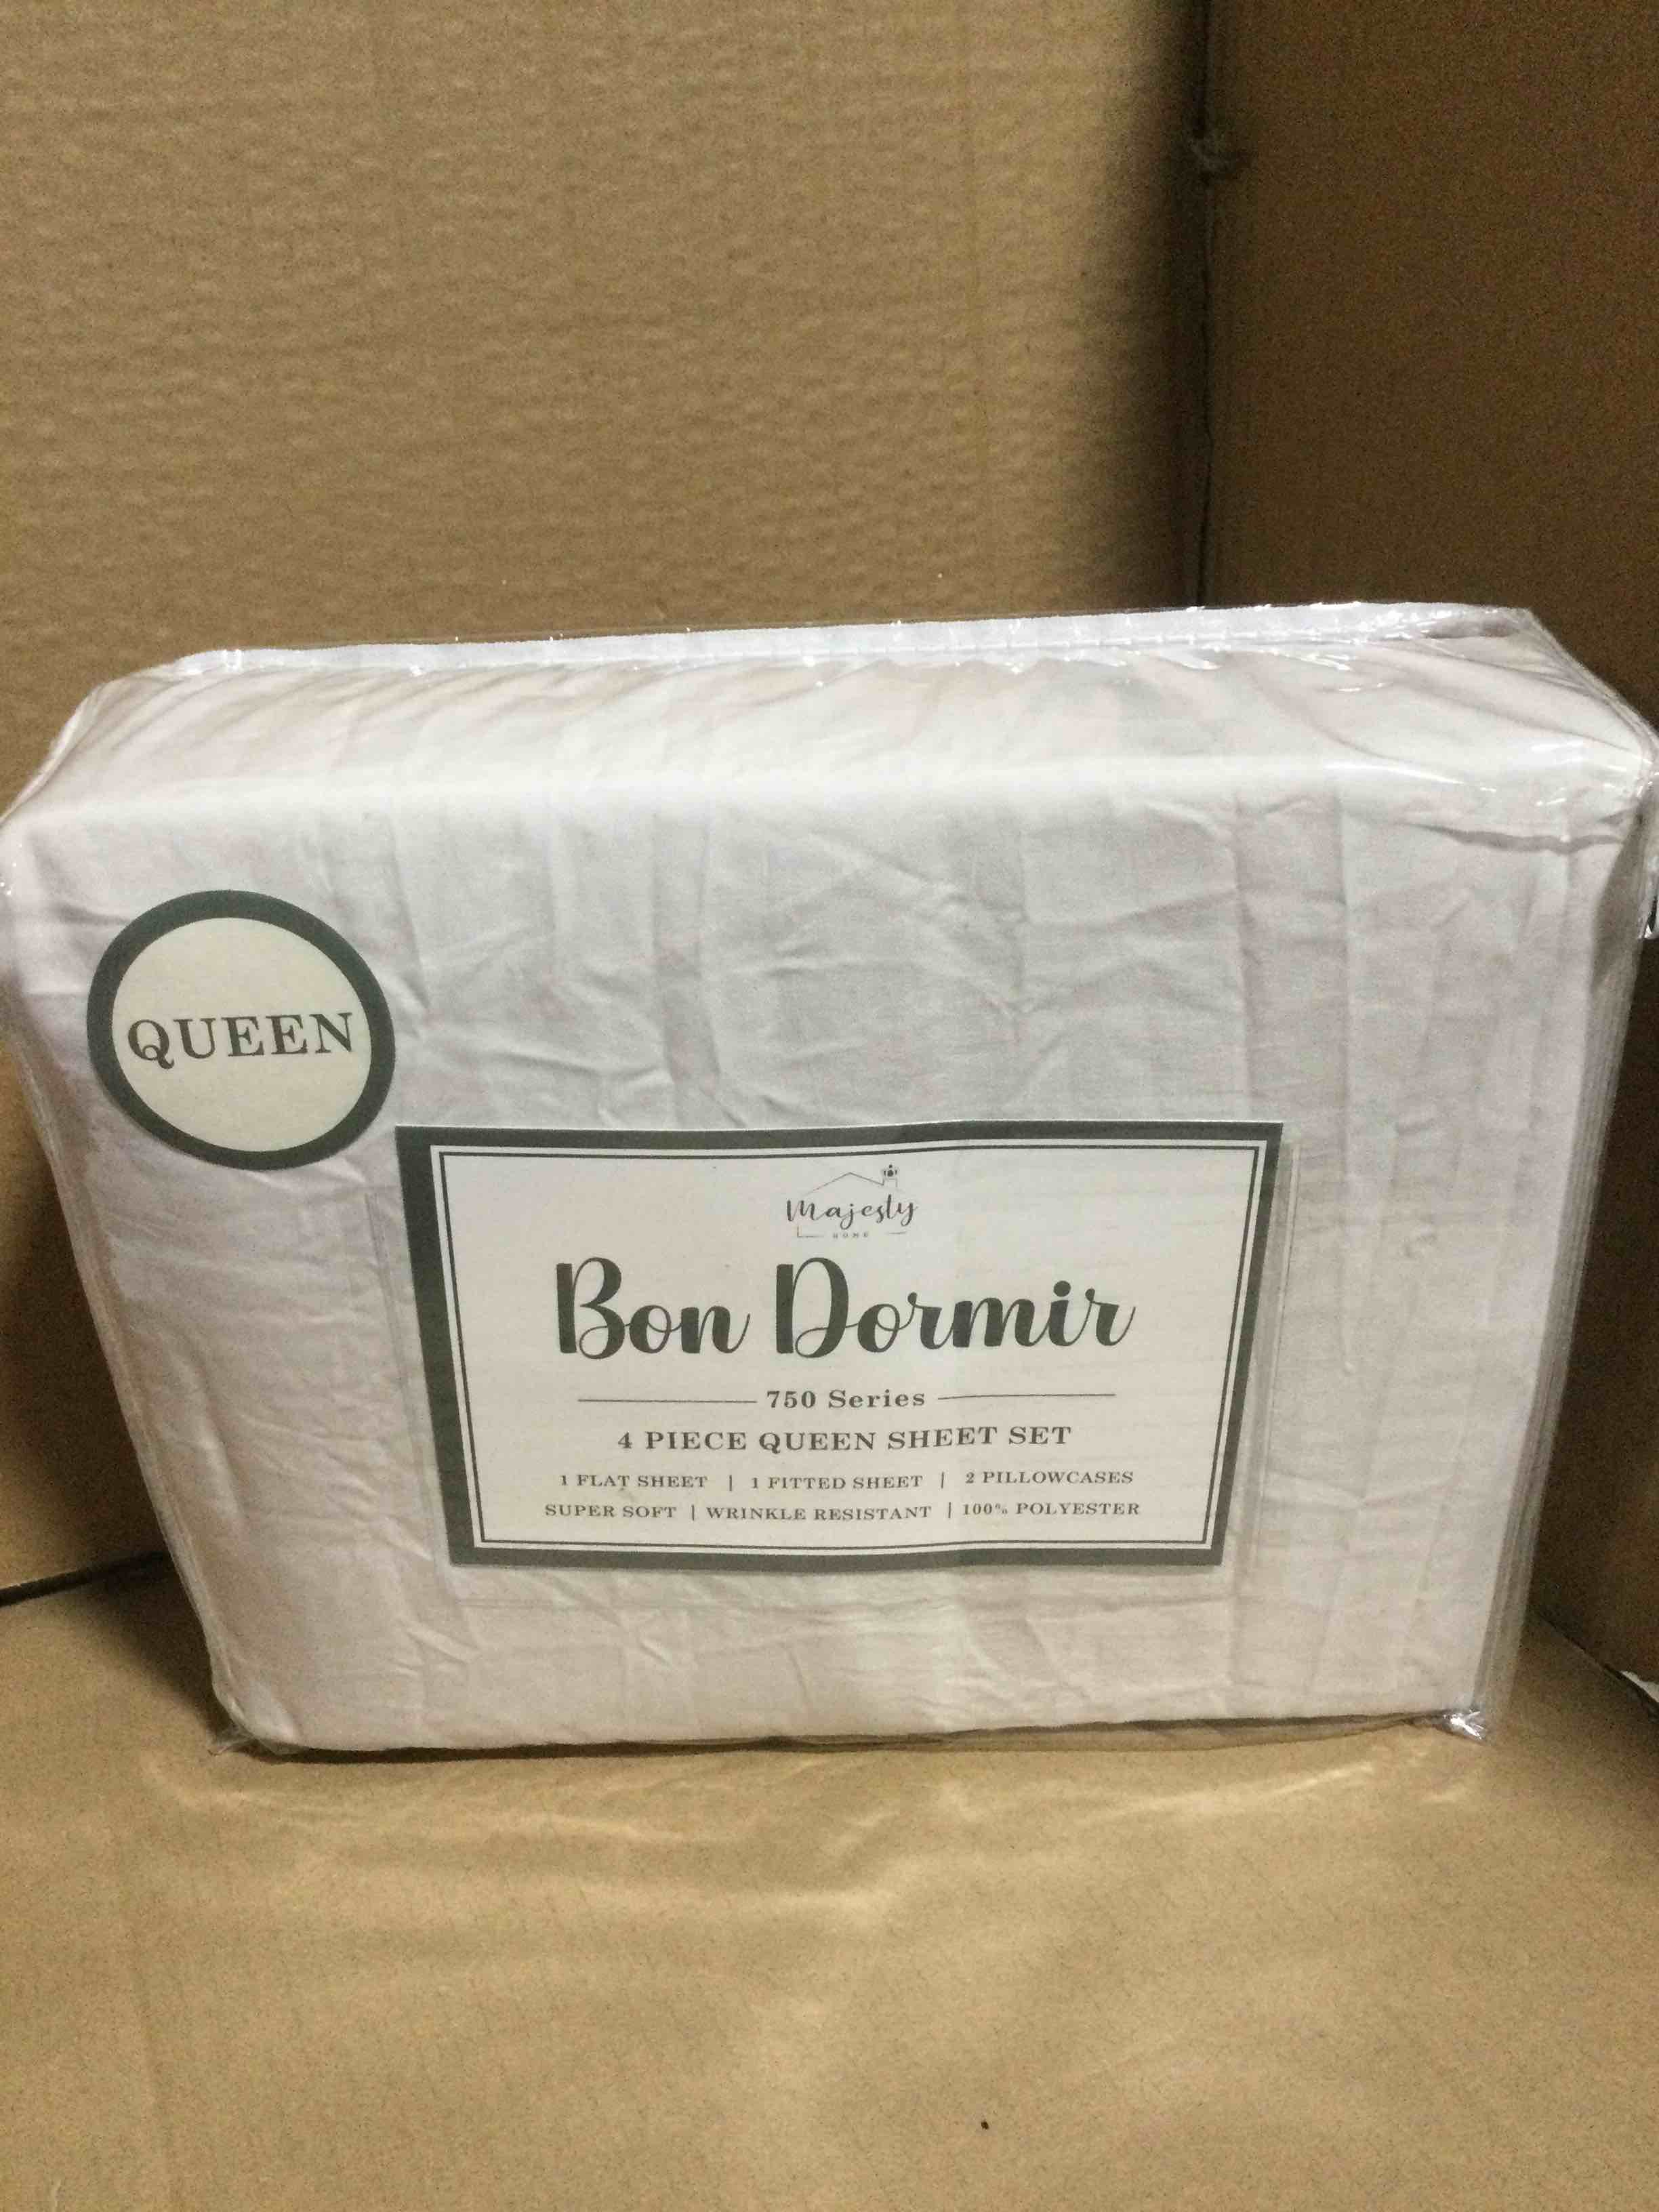 QUEEN
Majesty
HOME
Bon Dormir
750 Series
4 PIECE QUEEN SHEET SET
1 FLAT SHEET | 1 FITTED SHEET | 2 PILLOWCASES
SUPER SOFT | WRINKLE RESISTANT | 100% POLYESTER